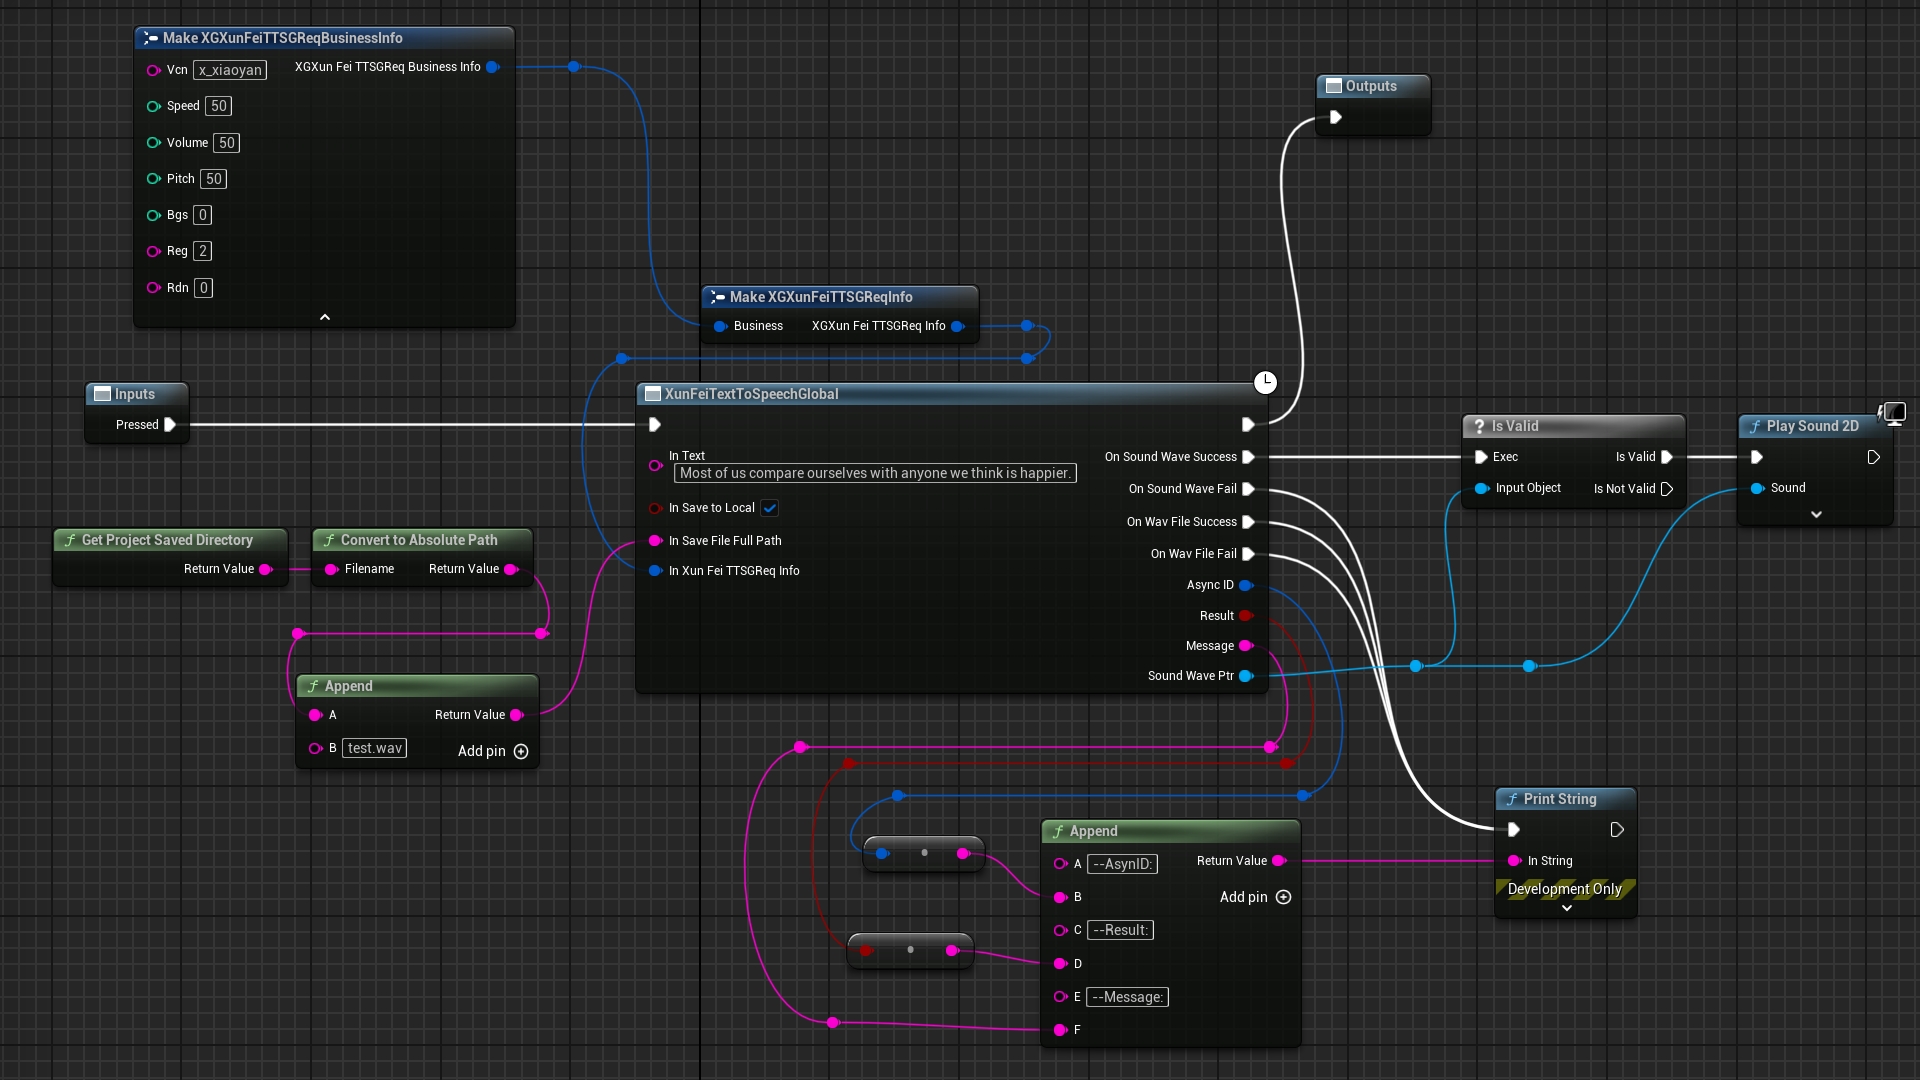 Make XGXunFeiTTSGReqBusinessInfo
Vcn x_xiaoyan XGXun Fei TTSGReq Business Info
Speed 50
Volume 50
Pitch 50
Bgs 0
Reg 2
Rdn 0
Outputs
Make XGXunFeiTTSGReqInfo
Business XGXun Fei TTSGReq Info
Inputs
Pressed
XunFeiTextToSpeechGlobal
In Text
Most of us compare ourselves with anyone we think is happier.
In Save to Local
In Save File Full Path
In Xun Fei TTSGReq Info
On Sound Wave Success
On Sound Wave Fail
On Wav File Success
On Wav File Fail
Async ID
Result
Message
Sound Wave Ptr
Is Valid
Exec Is Valid
Input Object Is Not Valid
Play Sound 2D
Sound
Get Project Saved Directory
Return Value
Convert to Absolute Path
Filename Return Value
Append
A Return Value
B test.wav Add pin
Append
A --AsynID: Return Value
B Add pin
C --Result:
D
E --Message:
F
Print String
In String
Development Only